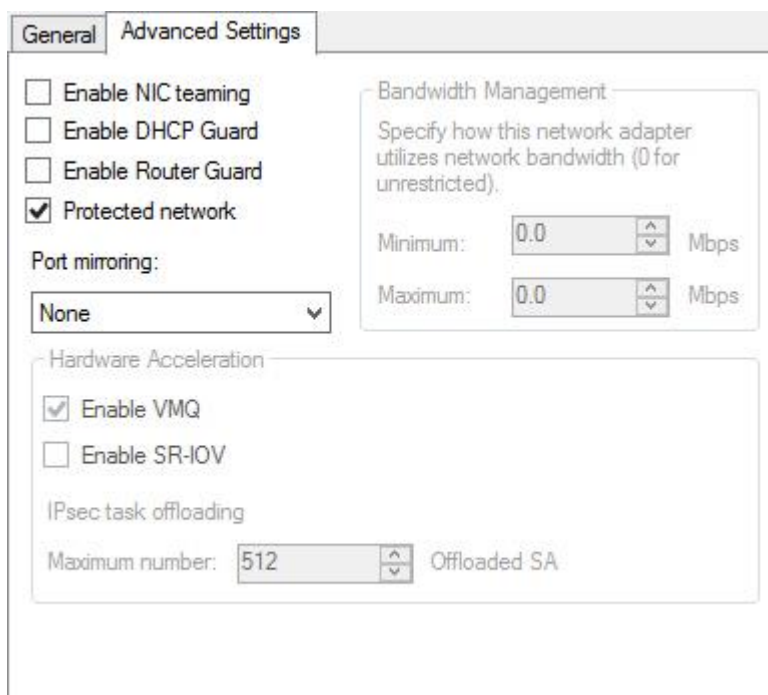 General
Advanced Settings
Enable NIC teaming
Enable DHCP Guard
Enable Router Guard
Protected network
Port mirroring:
None
Bandwidth Management
Specify how this network adapter
utilizes network bandwidth (0 for
unrestricted).
Minimum: 0.0 Mbps
Maximum: 0.0 Mbps
Hardware Acceleration
Enable VMQ
Enable SR-IOV
IPsec task offloading
Maximum number: 512 Offloaded SA